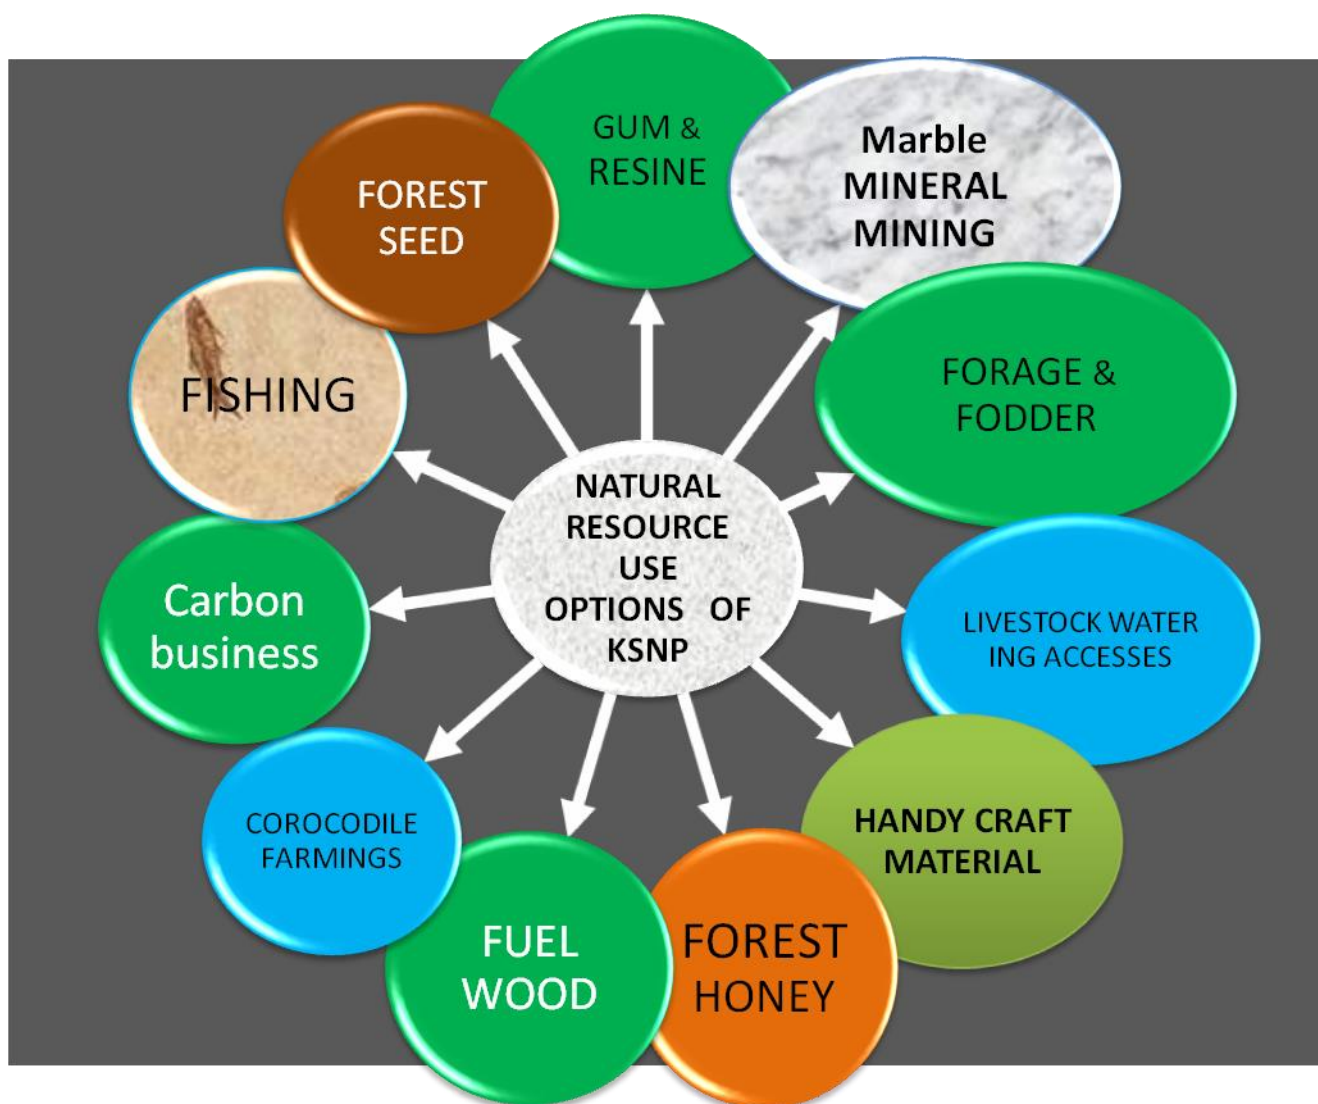 GUM &
RESINE
Marble
MINERAL
MINING
FORAGE &
FODDER
LIVESTOCK WATER
ING ACCESSES
HANDY CRAFT
MATERIAL
FOREST
HONEY
FUEL
WOOD
COROCODILE
FARMINGS
Carbon
business
FISHING
FOREST
SEED
NATURAL
RESOURCE
USE
OPTIONS OF
KSNP